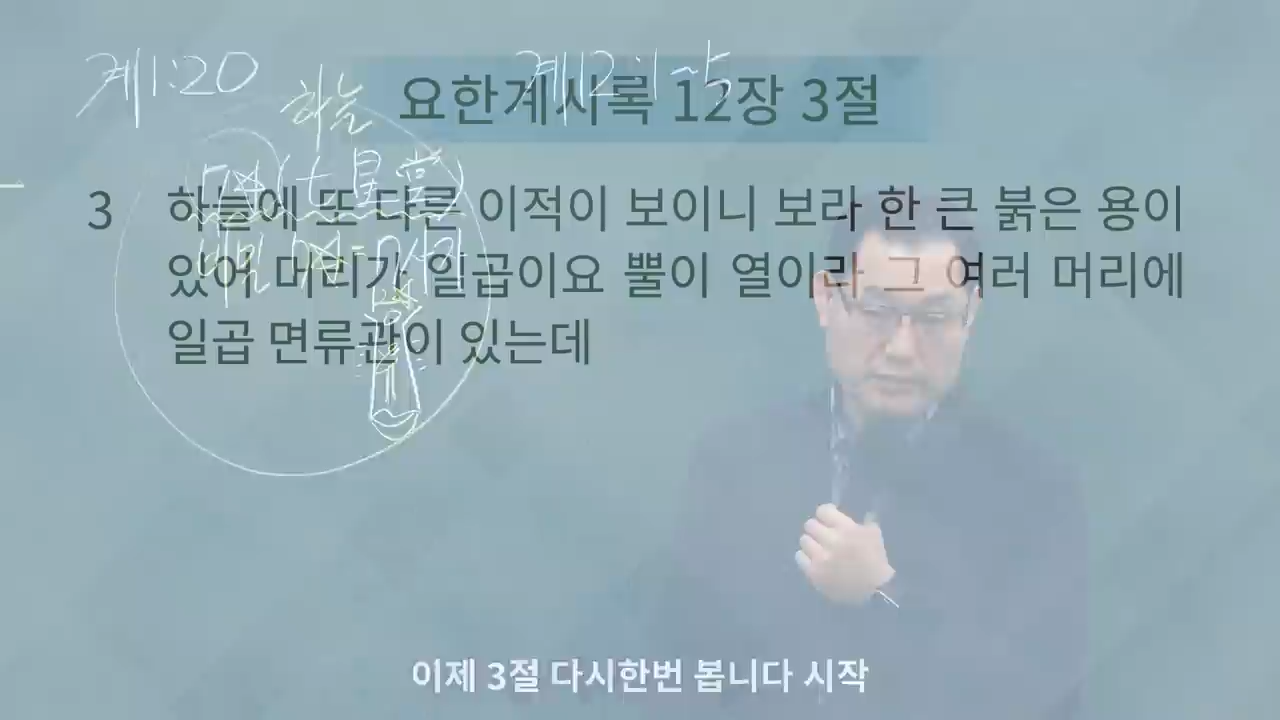 계1:20
계12:1~
하늘
요한계시록 12장 3절
3 하늘에 또 다른 이적이 보이니 보라 한 큰 붉은 용이
있어 머리가 일곱이요 뿔이 열이라 그 여러 머리에
일곱 면류관이 있는데
이제 3절 다시한번 봅니다 시작